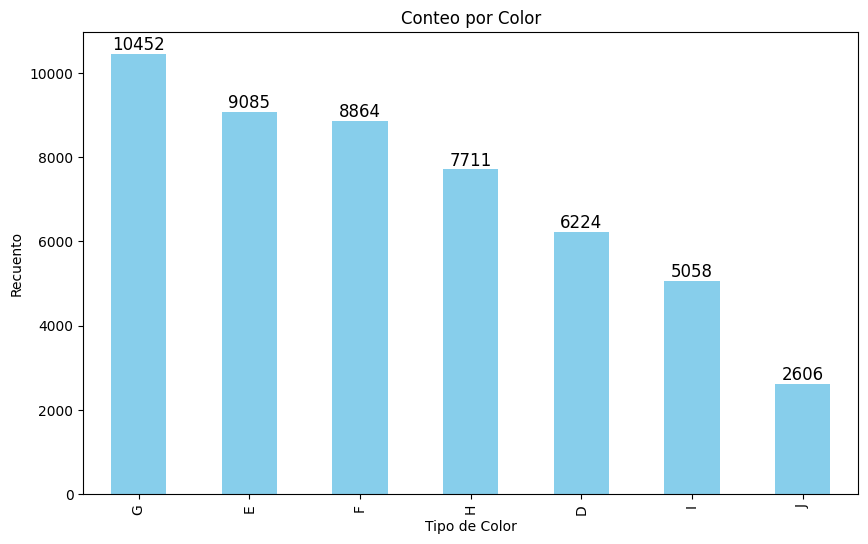 Conteo por Color
10452
9085
8864
7711
6224
5058
2606
10000
8000
6000
4000
2000
0
Recuento
G
E
F
H
D
I
J
Tipo de Color